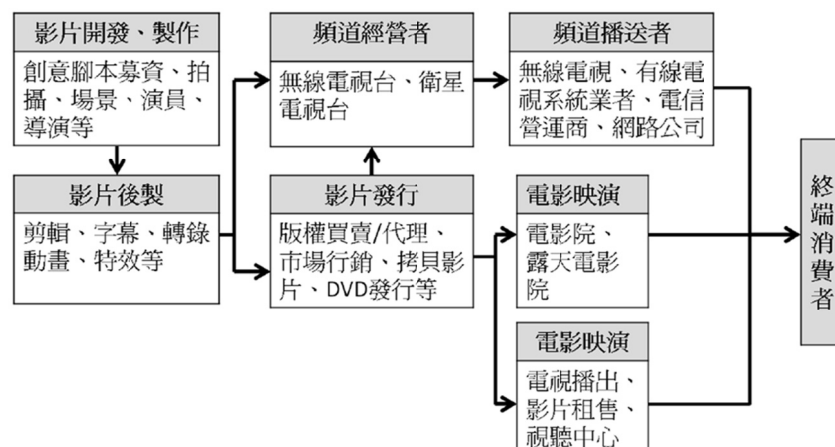 影片開發、製作
創意腳本募資、拍
攝、場景、演員、
導演等
頻道經營者
無線電視台、衛星
電視台
頻道播送者
無線電視、有線電
視系統業者、電信
營運商、網路公司
影片後製
剪輯、字幕、轉錄
動畫、特效等
影片發行
版權買賣/代理、
市場行銷、拷貝影
片、DVD發行等
電影映演
電影院、
露天電影
院
電影映演
電視播出、
影片租售、
視聽中心
終
端
消
費
者